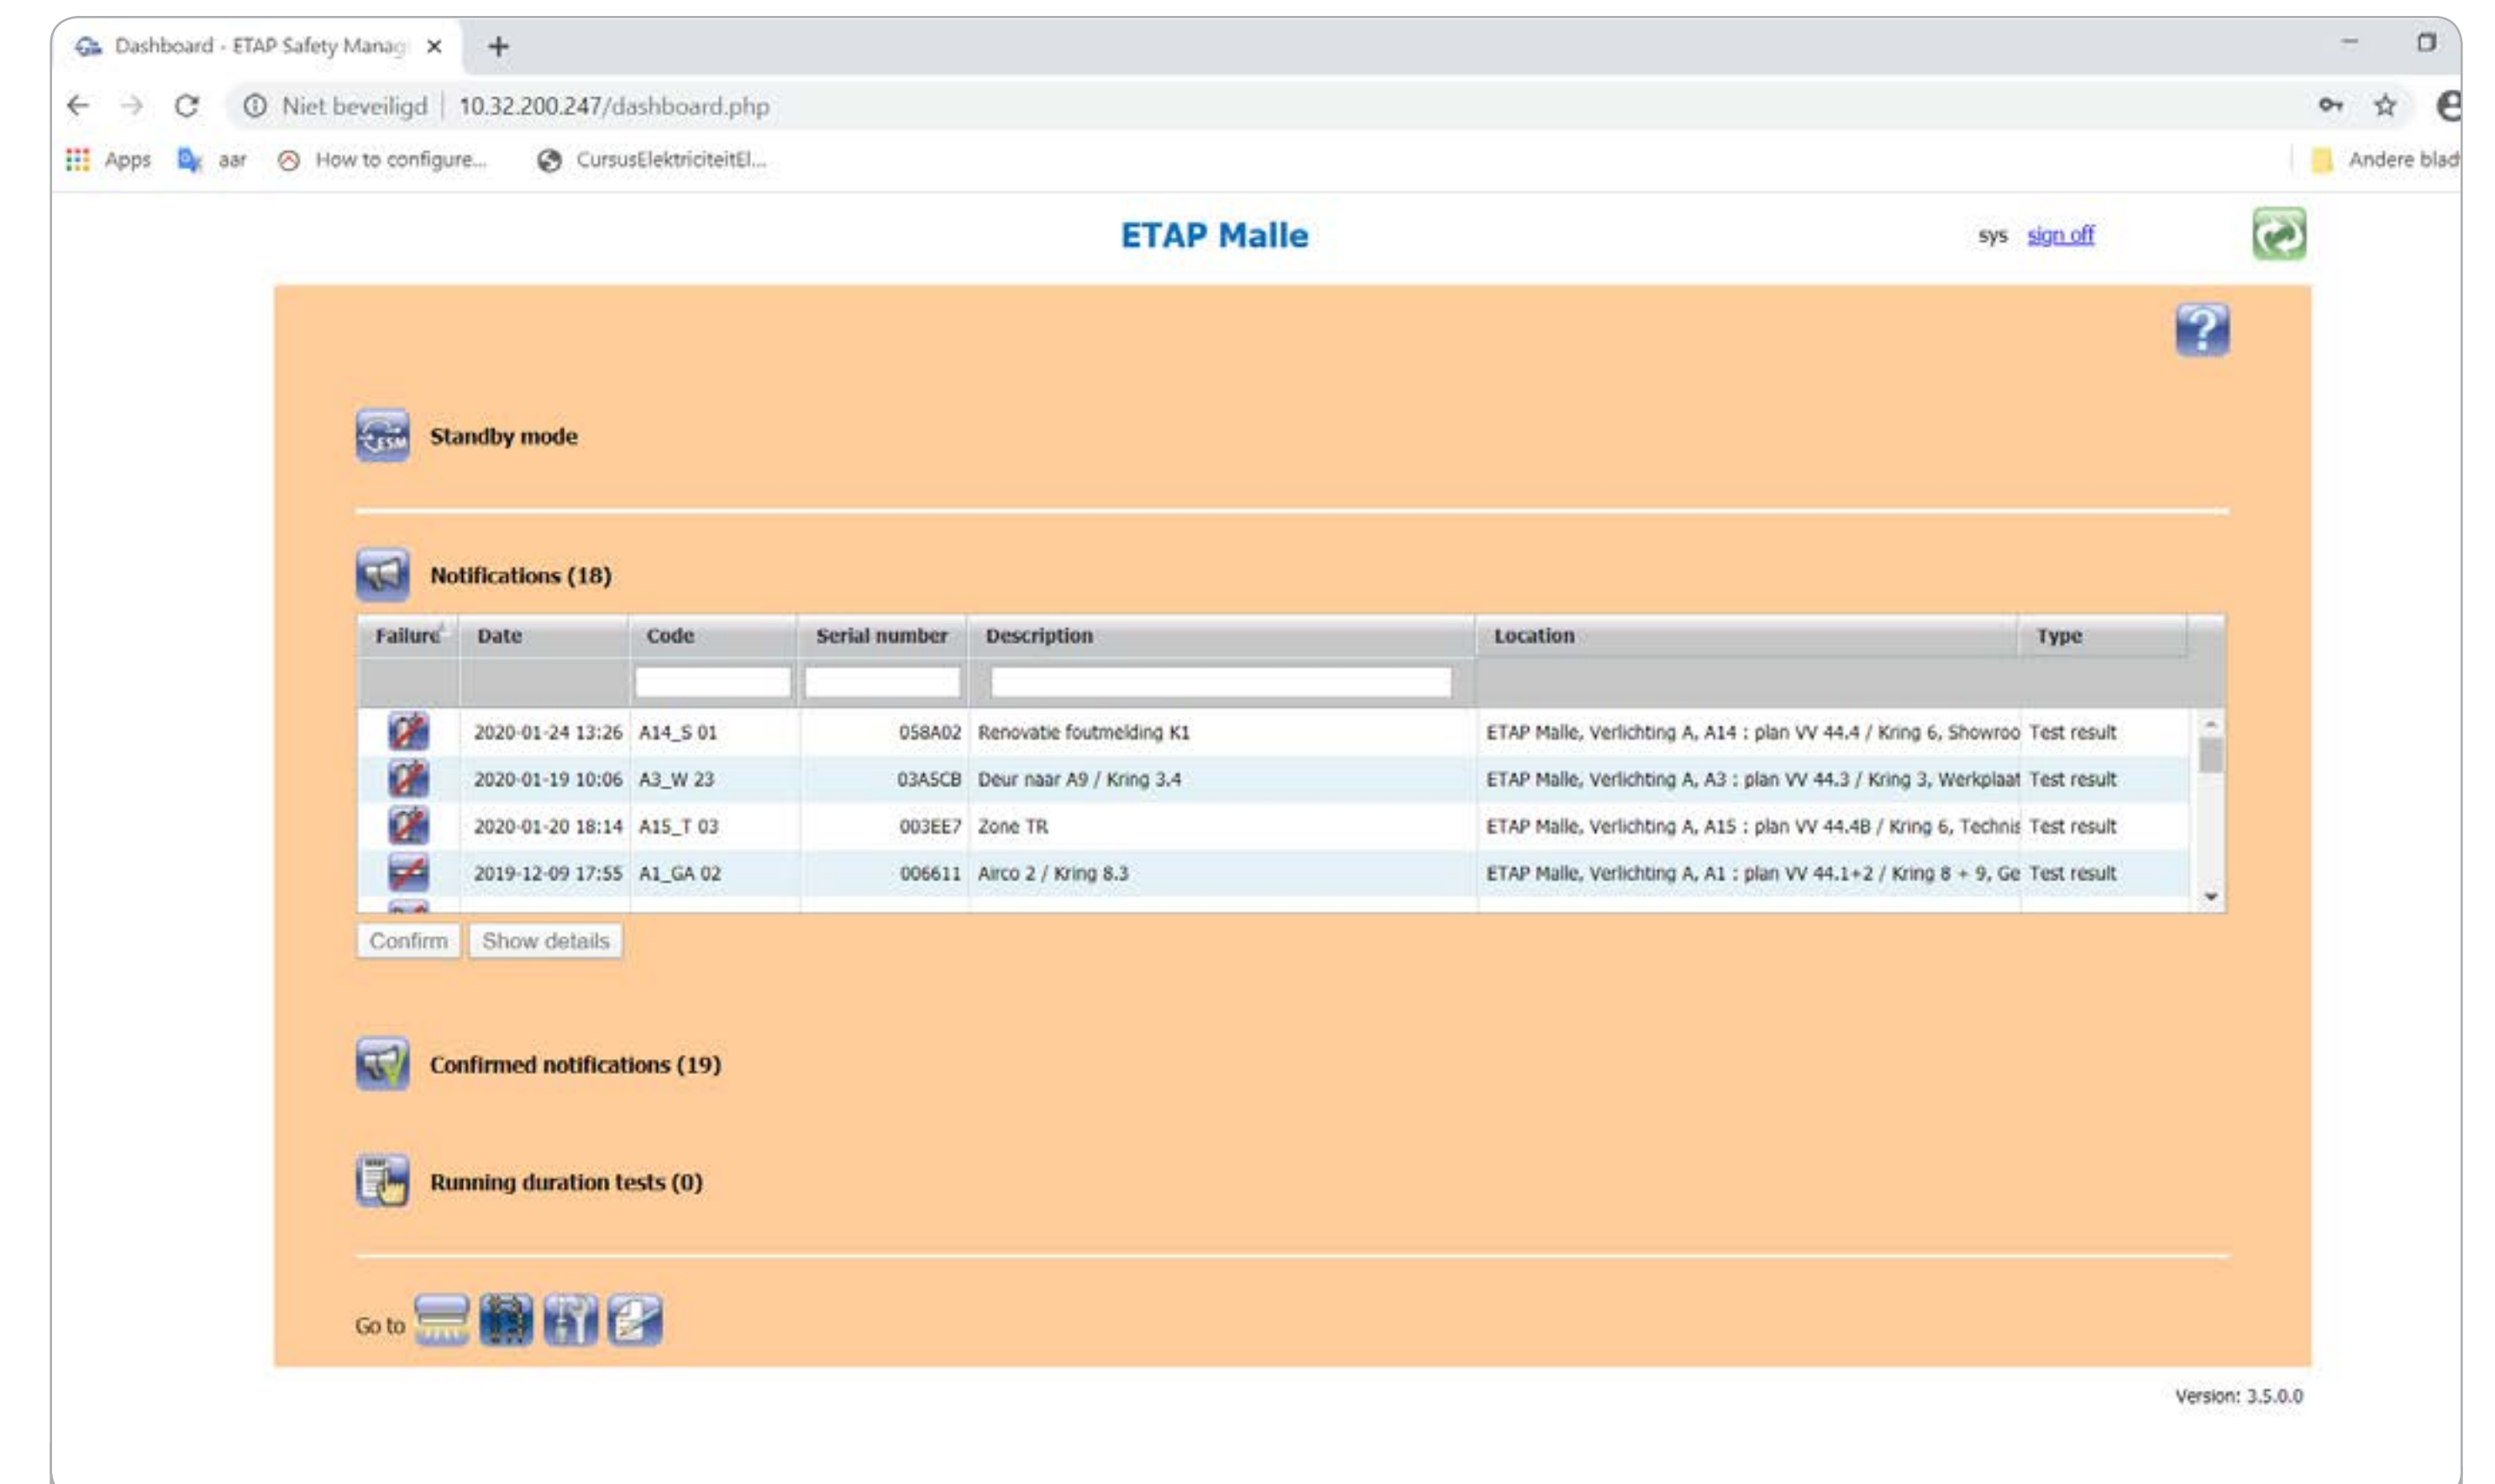 Dashboard - ETAP Safety Manag
Niet beveiligd | 10.32.200.247/dashboard.php
Apps aar How to configure... CursusElektriciteitEl... Andere blad
ETAP Malle sys sign off
?
ESM Standby mode
Notifications (18)
Failure Date Code Serial number Description Location Type
2020-01-24 13:26 A14_S 01 058A02 Renovatie foutmelding K1 ETAP Malle, Verlichting A, A14 : plan VV 44.4 / Kring 6, Showroo Test result
2020-01-19 10:06 A3_W 23 03A5CB Deur naar A9 / Kring 3.4 ETAP Malle, Verlichting A, A3 : plan VV 44.3 / Kring 3, Werkplaat Test result
2020-01-20 18:14 A15_T 03 003EE7 Zone TR ETAP Malle, Verlichting A, A15 : plan VV 44.4B / Kring 6, Technis Test result
2019-12-09 17:55 A1_GA 02 006611 Airco 2 / Kring 8.3 ETAP Malle, Verlichting A, A1 : plan VV 44.1+2 / Kring 8 + 9, Ge Test result
Confirm Show details
Confirmed notifications (19)
Running duration tests (0)
Go to
Version: 3.5.0.0